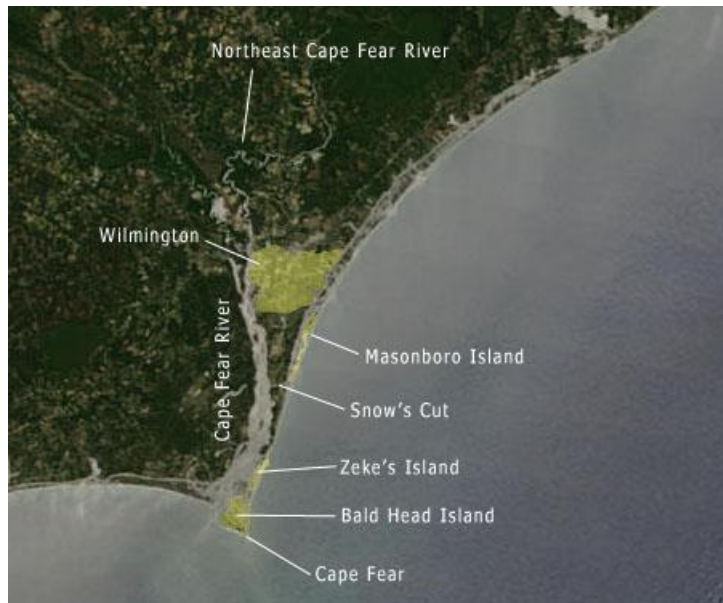 Northeast Cape Fear River
Wilmington
Cape Fear River
Masonboro Island
Snow's Cut
Zeke's Island
Bald Head Island
Cape Fear